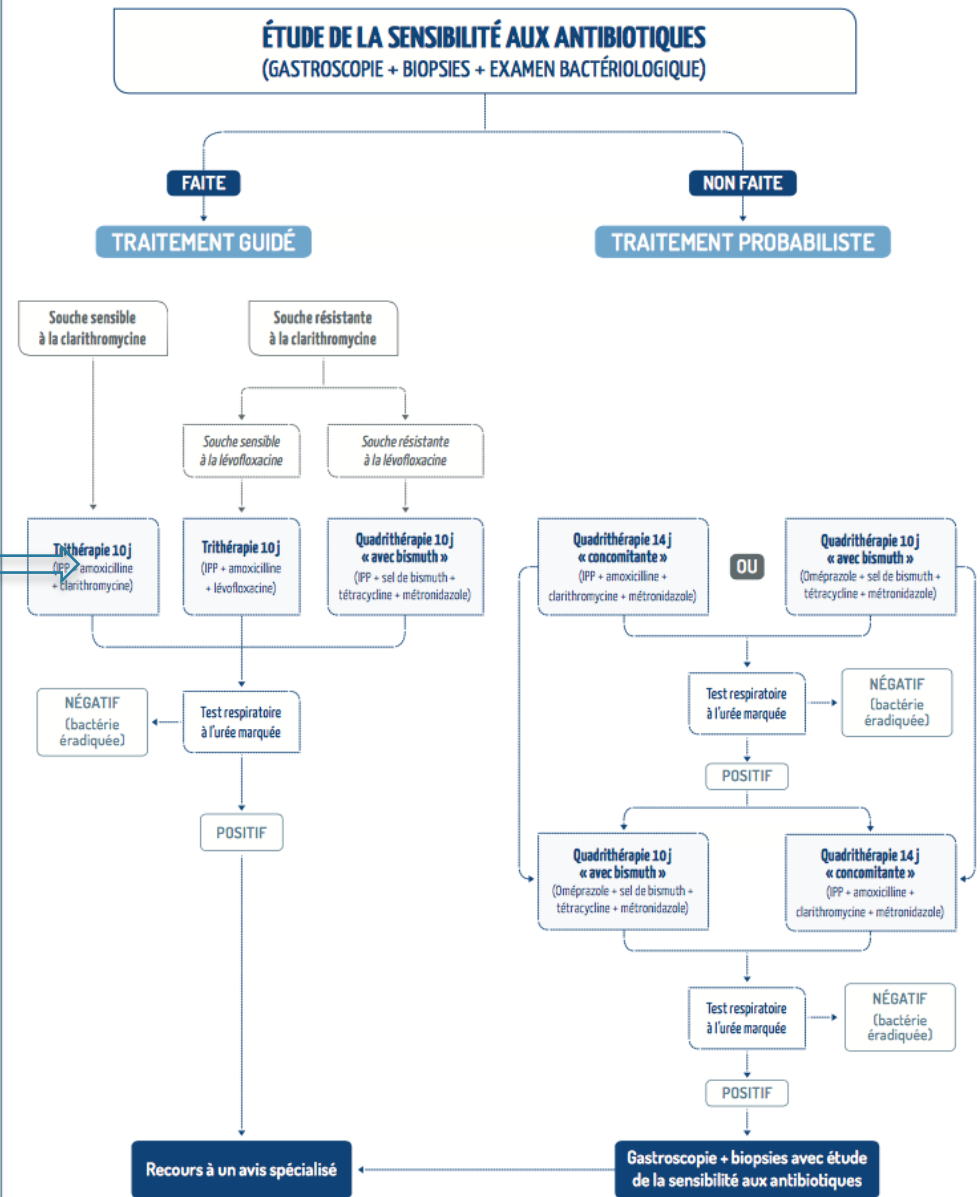 ÉTUDE DE LA SENSIBILITÉ AUX ANTIBIOTIQUES
(GASTROSCOPIE + BIOPSIES + EXAMEN BACTÉRIOLOGIQUE)
FAITE
NON FAITE
TRAITEMENT GUIDÉ
TRAITEMENT PROBABILISTE
Souche sensible
à la clarithromycine
Souche résistante
à la clarithromycine
Souche sensible
à la lévofloxacine
Souche résistante
à la lévofloxacine
Trithérapie 10 j
(IPP + amoxicilline
+ clarithromycine)
Trithérapie 10 j
(IPP + amoxicilline
+ lévofloxacine)
Quadrithérapie 10 j
« avec bismuth »
(IPP + sel de bismuth +
tétracycline + métronidazole)
Quadrithérapie 14 j
« concomitante »
(IPP + amoxicilline +
clarithromycine + métronidazole)
OU
Quadrithérapie 10 j
« avec bismuth »
(Oméprazole + sel de bismuth +
tétracycline + métronidazole)
NÉGATIF
(bactérie
éradiquée)
Test respiratoire
à l'urée marquée
POSITIF
Test respiratoire
à l'urée marquée
NÉGATIF
(bactérie
éradiquée)
POSITIF
Quadrithérapie 10 j
« avec bismuth »
(Oméprazole + sel de bismuth +
tétracycline + métronidazole)
Quadrithérapie 14 j
« concomitante »
(IPP + amoxicilline +
clarithromycine + métronidazole)
Test respiratoire
à l'urée marquée
NÉGATIF
(bactérie
éradiquée)
POSITIF
Recours à un avis spécialisé
Gastroscopie + biopsies avec étude
de la sensibilité aux antibiotiques